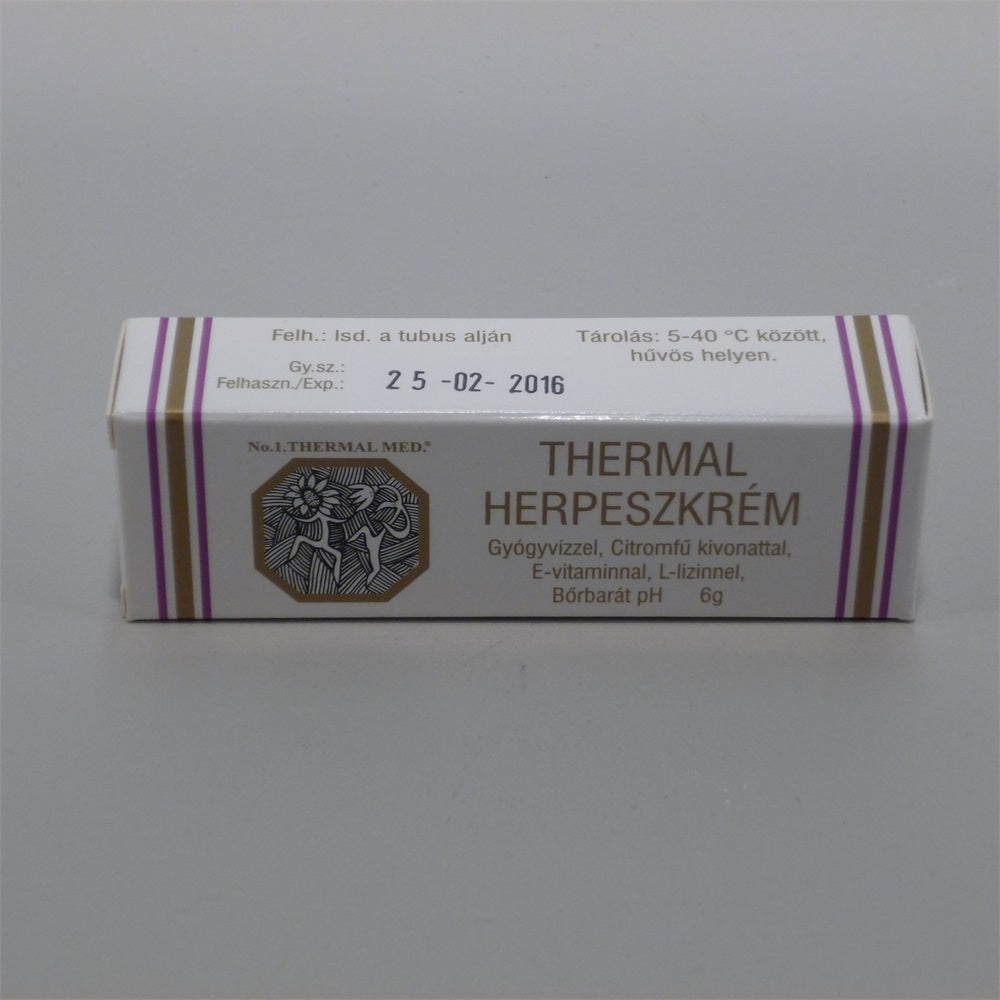 Felh.: lsd. a tubus alján
Tárolás: 5-40 °C között,
hűvös helyen.
Gy.sz.:
Felhaszn./Exp.: 25-02-2016
No.1.THERMAL MED.®
THERMAL
HERPESZKRÉM
Gyógyvízzel, Citromfű kivonattal,
E-vitaminnal, L-lizinnel,
Bőrbarát pH 6g